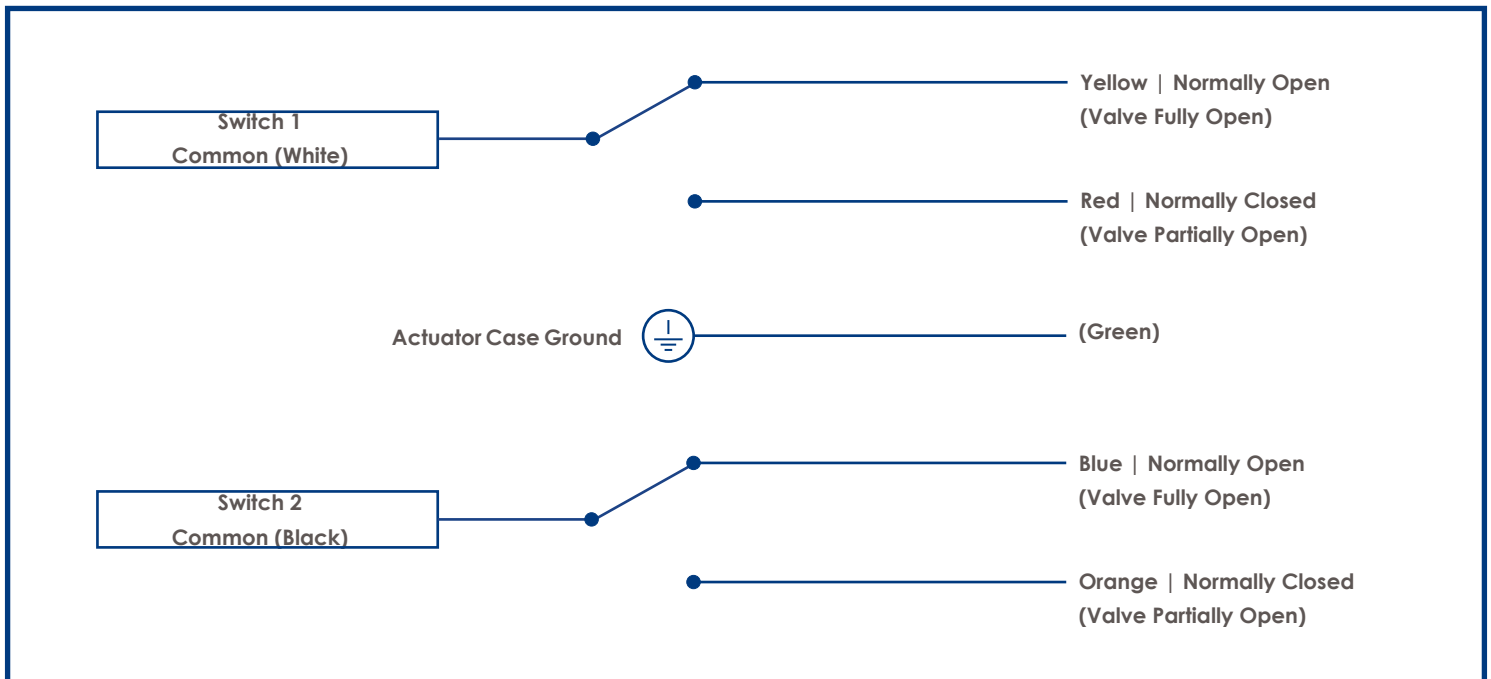 Yellow | Normally Open
(Valve Fully Open)
Switch 1
Common (White)
Red | Normally Closed
(Valve Partially Open)
Actuator Case Ground
(Green)
Blue | Normally Open
(Valve Fully Open)
Switch 2
Common (Black)
Orange | Normally Closed
(Valve Partially Open)